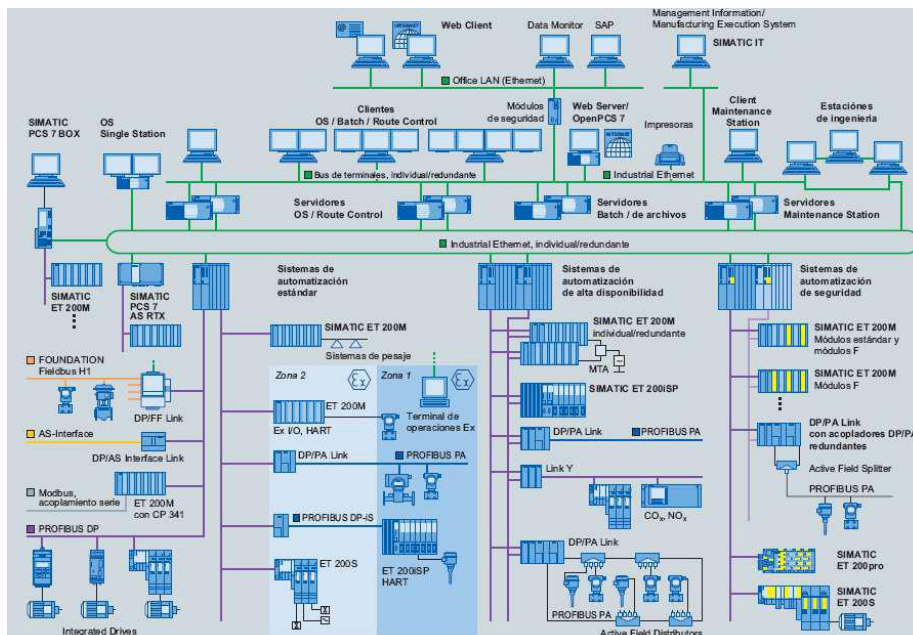 Management Information/
Manufacturing Execution System
Web Client
Data Monitor
SAP
SIMATIC IT
INTERNET
Office LAN (Ethernet)
SIMATIC
PCS 7 BOX
OS
Single Station
Clientes
OS / Batch / Route Control
Módulos
de seguridad
Web Server/
OpenPCS 7
INTERNET
Impresoras
Client
Maintenance
Station
Estaciónes
de ingeniería
Bus de terminales, individual/redundante
Industrial Ethernet
Servidores
OS / Route Control
Servidores
Batch / de archivos
Servidores
Maintenance Station
Industrial Ethernet, individual/redundante
SIMATIC
ET 200M
SIMATIC
PCS 7
AS RTX
Sistemas de
automatización
estándar
Sistemas de
automatización
de alta disponibilidad
Sistemas de
automatización
de seguridad
SIMATIC ET 200M
Sistemas de pesaje
SIMATIC ET 200M
individual/redundante
MTA
SIMATIC ET 200M
Módulos estándar y
módulos F
SIMATIC ET 200M
Módulos F
FOUNDATION
Fieldbus H1
DP/FF Link
Zona 2
Zona 1
Ex
Ex
ET 200M
Ex I/O, HART
Terminal de
operaciones Ex
SIMATIC ET 200iSP
AS-Interface
DP/AS Interface Link
DP/PA Link
PROFIBUS PA
DP/PA Link
PROFIBUS PA
DP/PA Link
con acopladores DP/PA
redundantes
Active Field Splitter
PROFIBUS PA
Modbus,
acoplamiento serie
ET 200M
con CP 341
Link Y
COx, NOx
PROFIBUS DP
PROFIBUS DP-iS
ET 200iSP
HART
ET 200S
DP/PA Link
PROFIBUS PA
Active Field Distributors
SIMATIC
ET 200pro
SIMATIC
ET 200S
Integrated Drives